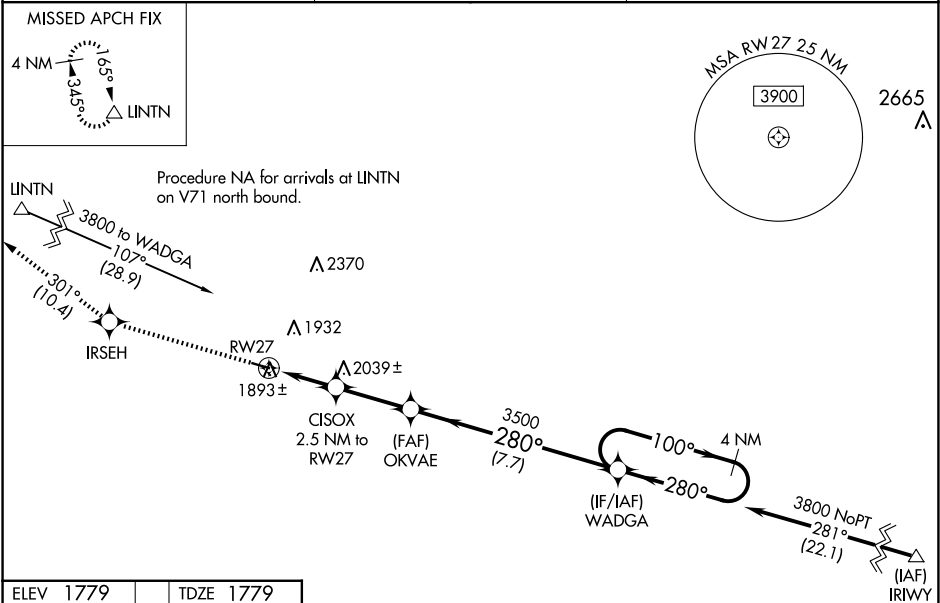 MISSED APCH FIX
4 NM
165°
345°
LINTN
MSA RW27 25 NM
3900
2665
Procedure NA for arrivals at LINTN
on V71 north bound.
LINTN
3800 to WADGA
107°
(28.9)
301°
(10.4)
IRSEH
2370
1932
RW27
2039±
1893±
CISOX
2.5 NM to
RW27
(FAF)
OKVAE
3500
280°
(7.7)
100°
4 NM
280°
(IF/IAF)
WADGA
3800 NoPT
281°
(22.1)
(IAF)
IRIWY
ELEV 1779
TDZE 1779